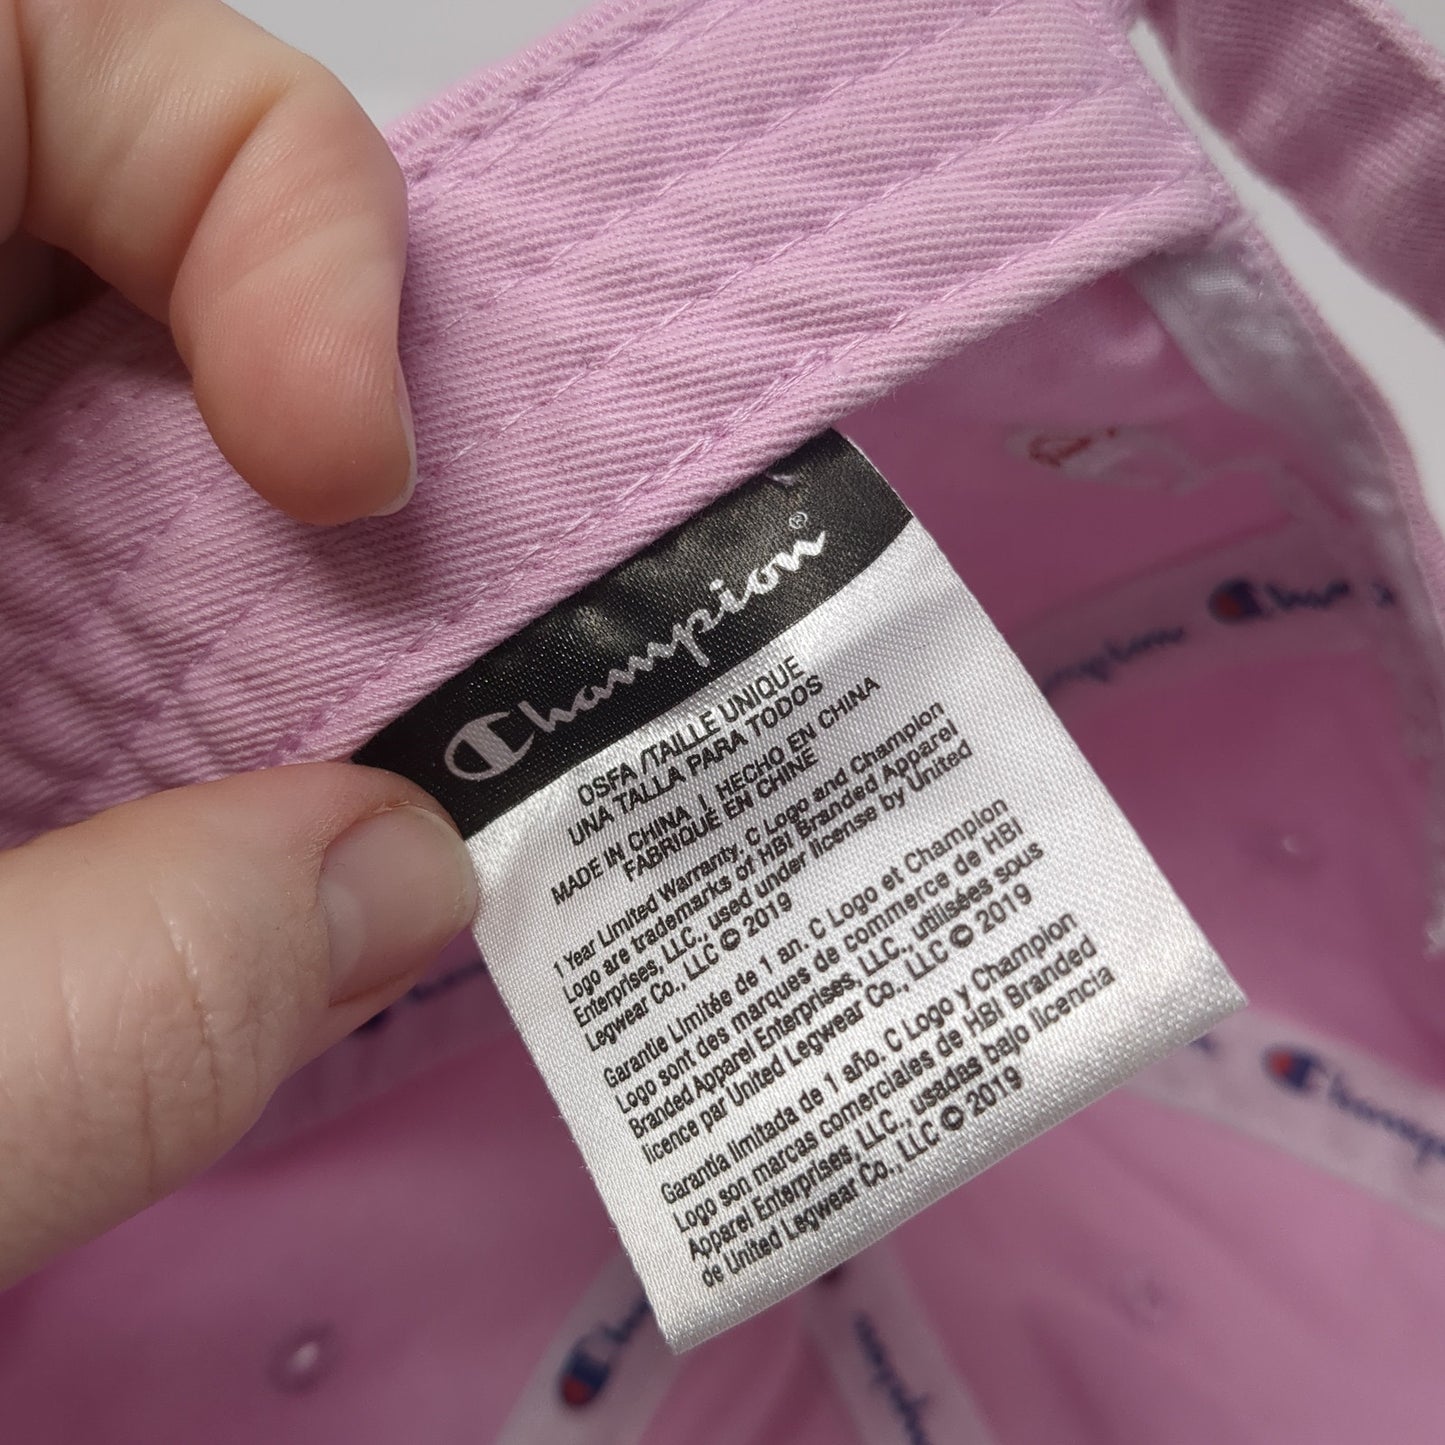 Champion®
OSFA /TAILLE UNIQUE
UNA TALLA PARA TODOS
MADE IN CHINA | HECHO EN CHINA
FABRIQUÉ EN CHINE
1 Year Limited Warranty. C Logo and Champion
Logo are trademarks of HBI Branded Apparel
Enterprises, LLC., used under license by United
Legwear Co., LLC © 2019
Garantie Limitée de 1 an. C Logo et Champion
Logo sont des marques de commerce de HBI
Branded Apparel Enterprises, LLC., utilisées sous
licence par United Legwear Co., LLC © 2019
Garantía limitada de 1 año. C Logo y Champion
Logo son marcas comerciales de HBI Branded
Apparel Enterprises, LLC., usadas bajo licencia
de United Legwear Co., LLC © 2019
Champion
Champion